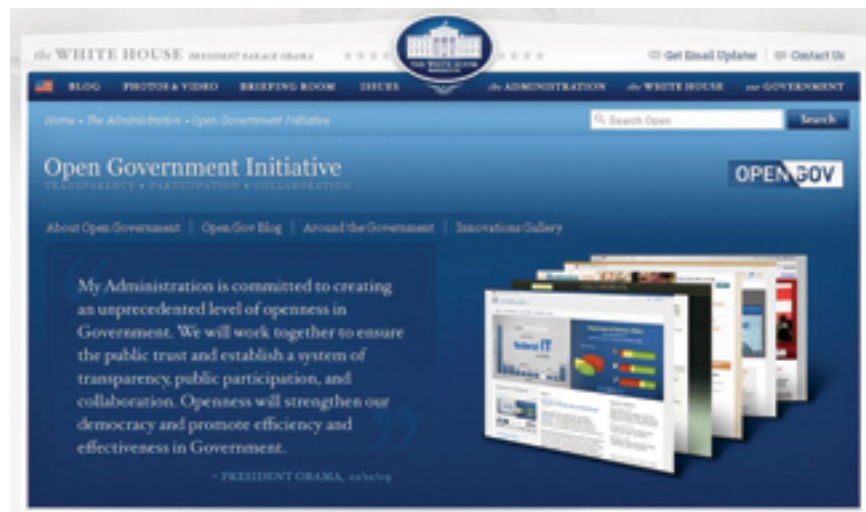 the WHITE HOUSE PRESIDENT BARACK OBAMA
Get Email Updates | Contact Us
THE WHITE HOUSE
BLOG PHOTOS & VIDEO BRIEFING ROOM ISSUES the ADMINISTRATION the WHITE HOUSE our GOVERNMENT
Home • The Administration • Open Government Initiative
Search Open Search
Open Government Initiative
TRANSPARENCY • PARTICIPATION • COLLABORATION
OPEN GOV
About Open Government | Open Gov Blog | Around the Government | Innovations Gallery
“My Administration is committed to creating
an unprecedented level of openness in
Government. We will work together to ensure
the public trust and establish a system of
transparency, public participation, and
collaboration. Openness will strengthen our
democracy and promote efficiency and
effectiveness in Government.”
– PRESIDENT OBAMA,
federal IT